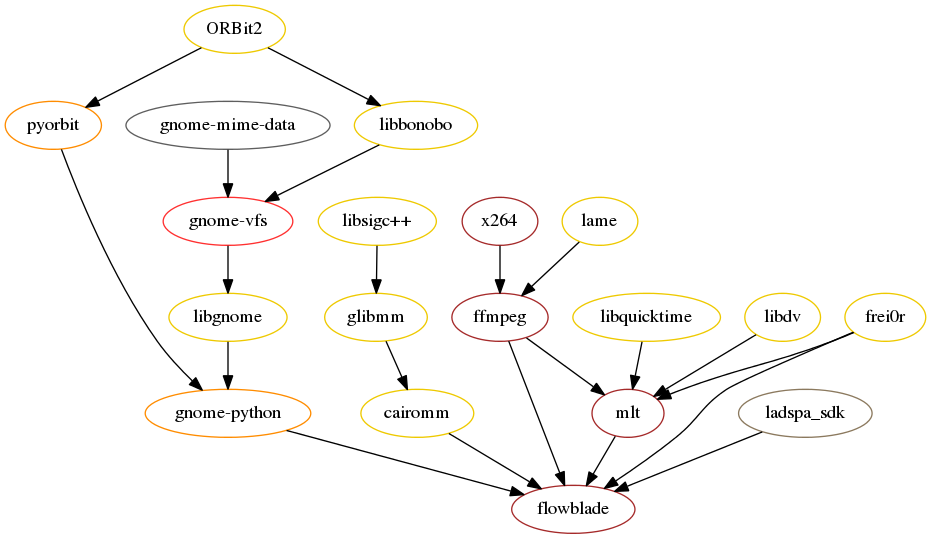 ORBit2
pyorbit
gnome-mime-data
libbonobo
gnome-vfs
libsigc++
x264
lame
libgnome
glibmm
ffmpeg
libquicktime
libdv
frei0r
gnome-python
cairomm
mlt
ladspa_sdk
flowblade